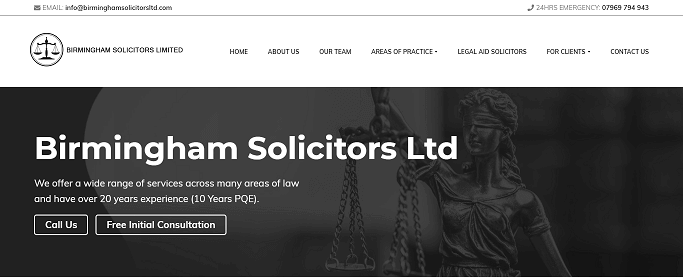 EMAIL: info@birminghamsolicitorsltd.com
24HRS EMERGENCY: 07969 794 943
BIRMINGHAM SOLICITORS LIMITED
HOME ABOUT US OUR TEAM AREAS OF PRACTICE LEGAL AID SOLICITORS FOR CLIENTS CONTACT US
Birmingham Solicitors Ltd
We offer a wide range of services across many areas of law
and have over 20 years experience (10 Years PQE).
Call Us
Free Initial Consultation